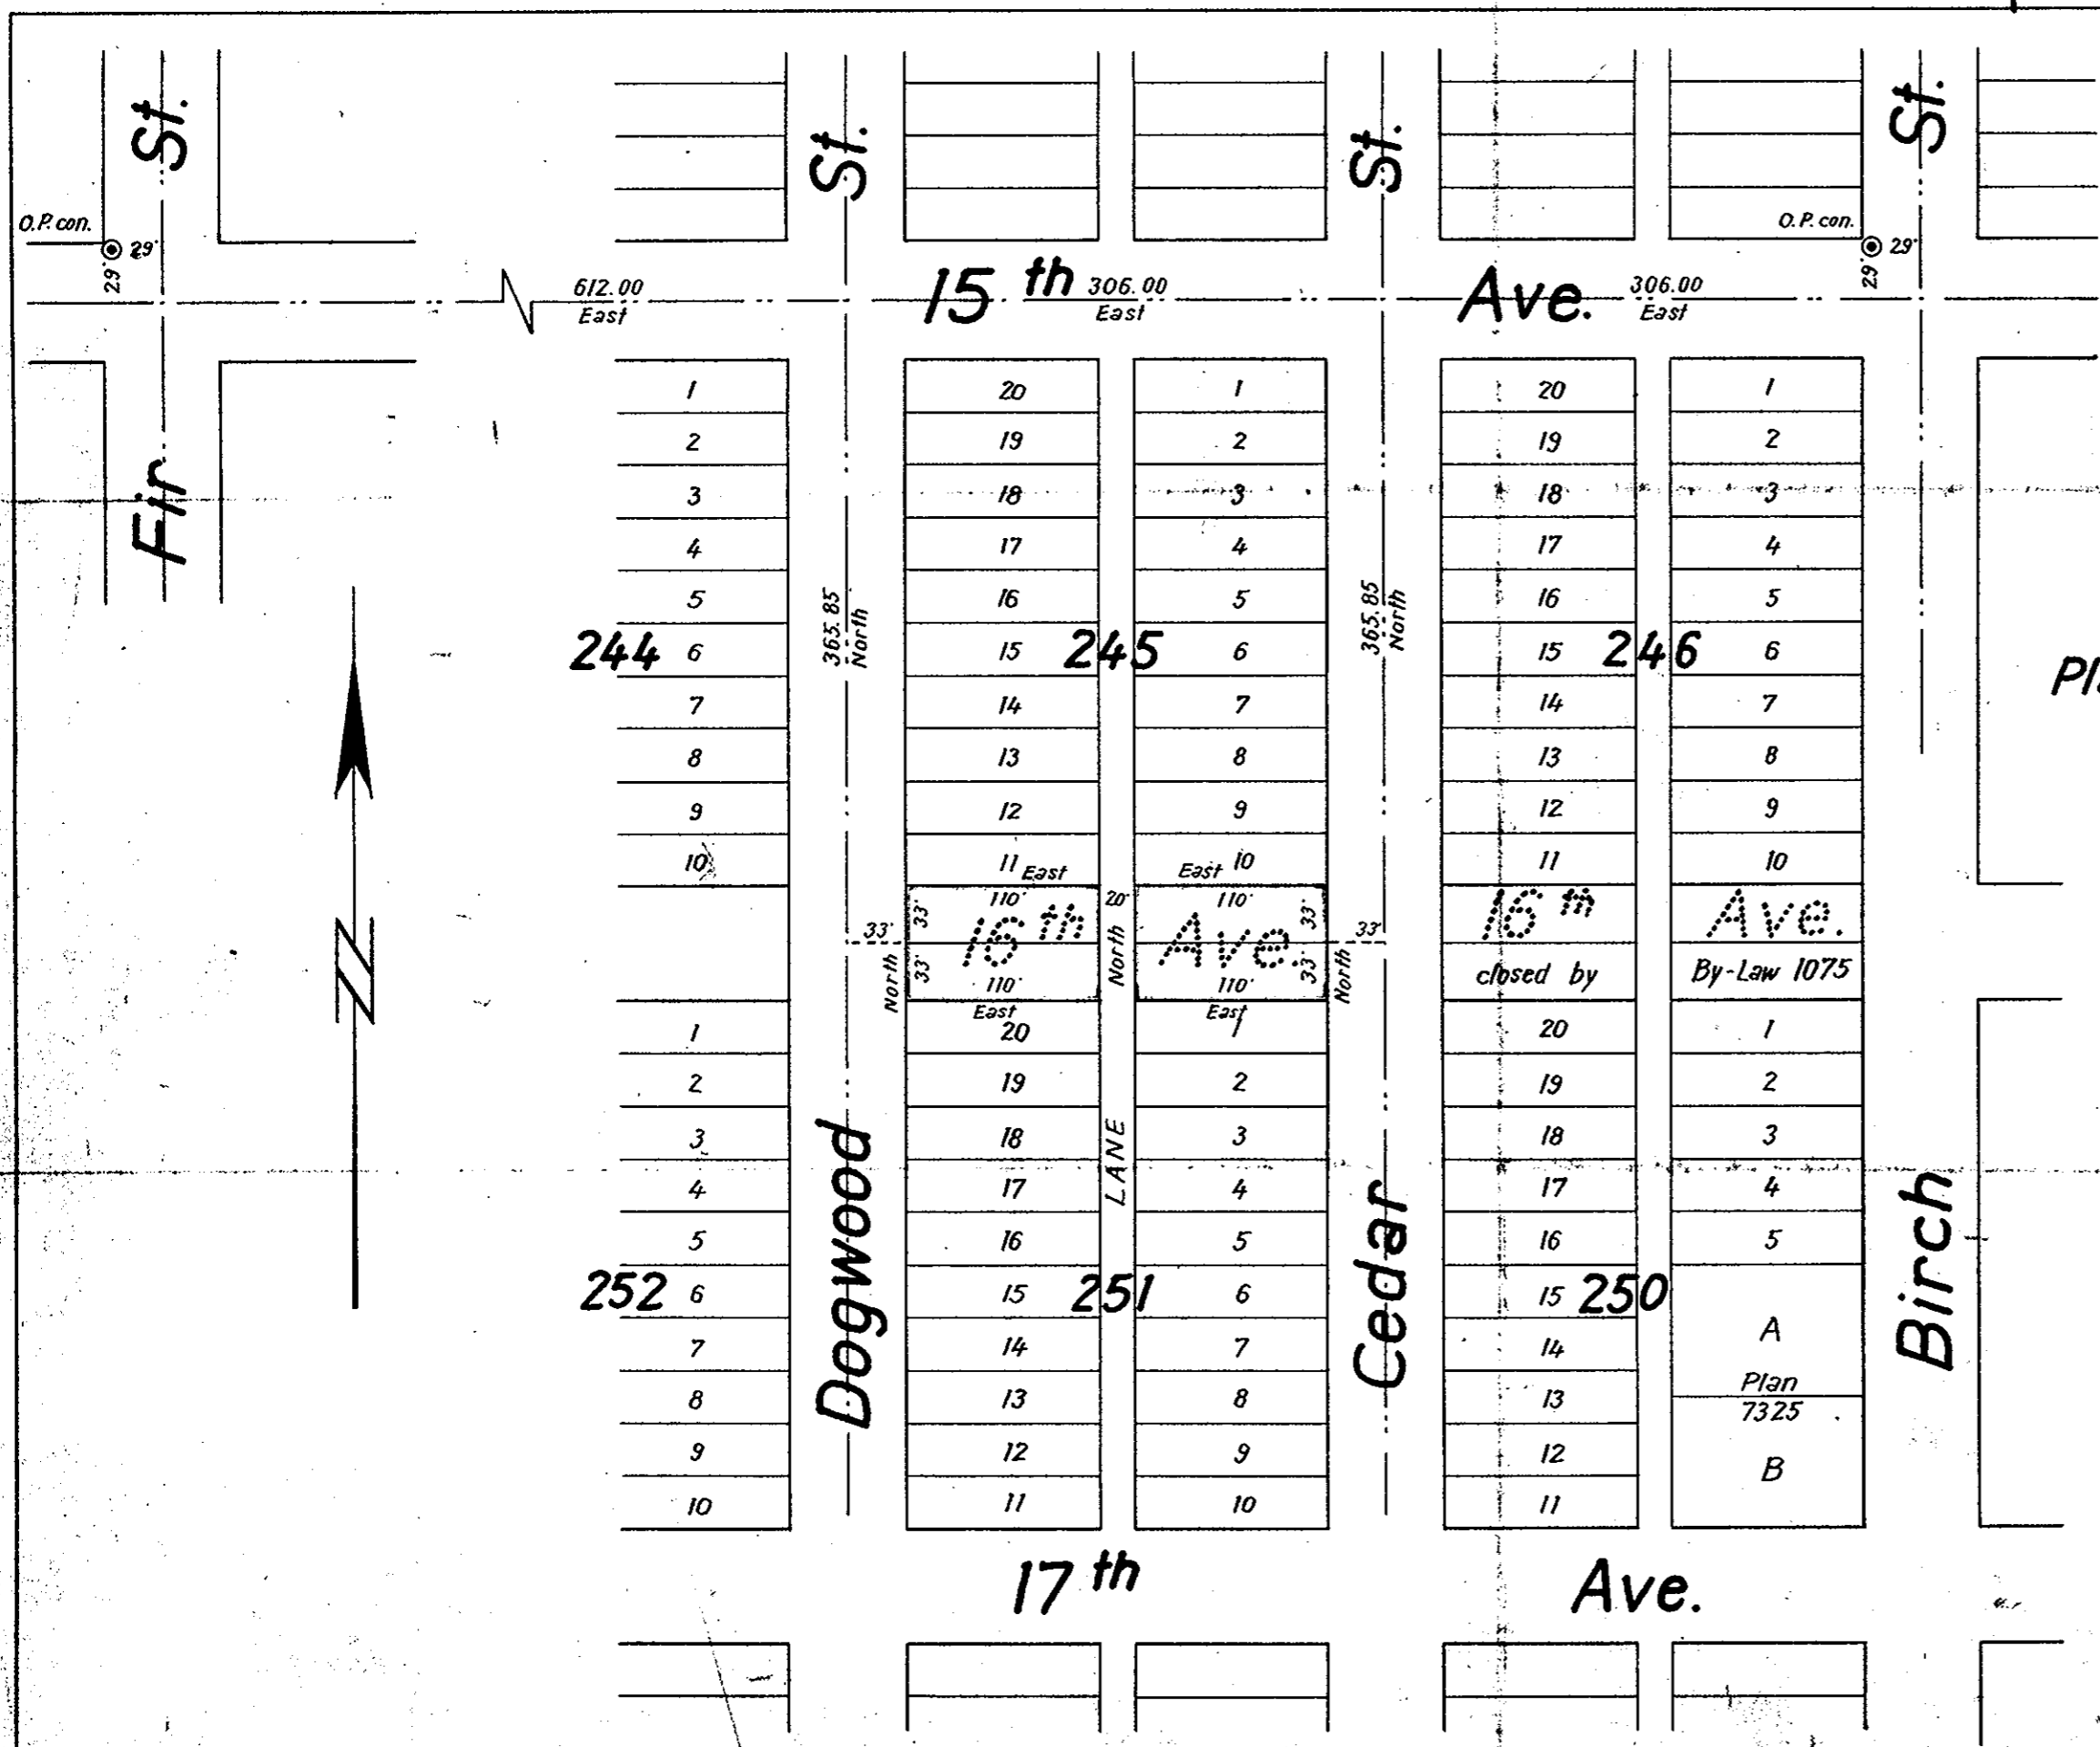 St.
St.
St.
St.
O.P. con.
29'
29'
O.P. con.
29'
29'
612.00
East
15th
306.00
East
Ave.
306.00
East
Fir
1 20 1 20 1
2 19 2 19 2
3 18 3 18 3
4 17 4 17 4
5 16 5 16 5
365.85
North
365.85
North
244 6 15 245 6 15 246 6
7 14 7 14 7
8 13 8 13 8
9 12 9 12 9
10 11 East East 10 11 10
110' 20' 110'
33' 33' 33' 33'
16th Ave. 16th Ave.
33' 33'
North North North
110' 110'
East East
closed by By-Law 1075
N
1 20 1 20 1
2 19 2 19 2
3 18 3 18 3
LANE
4 17 4 17 4
5 16 5 16 5
252 6 15 251 6 15 250
7 14 7 14 A
Plan
7325
8 13 8 13
9 12 9 12 B
10 11 10 11
Dogwood
Cedar
Birch
17th Ave.